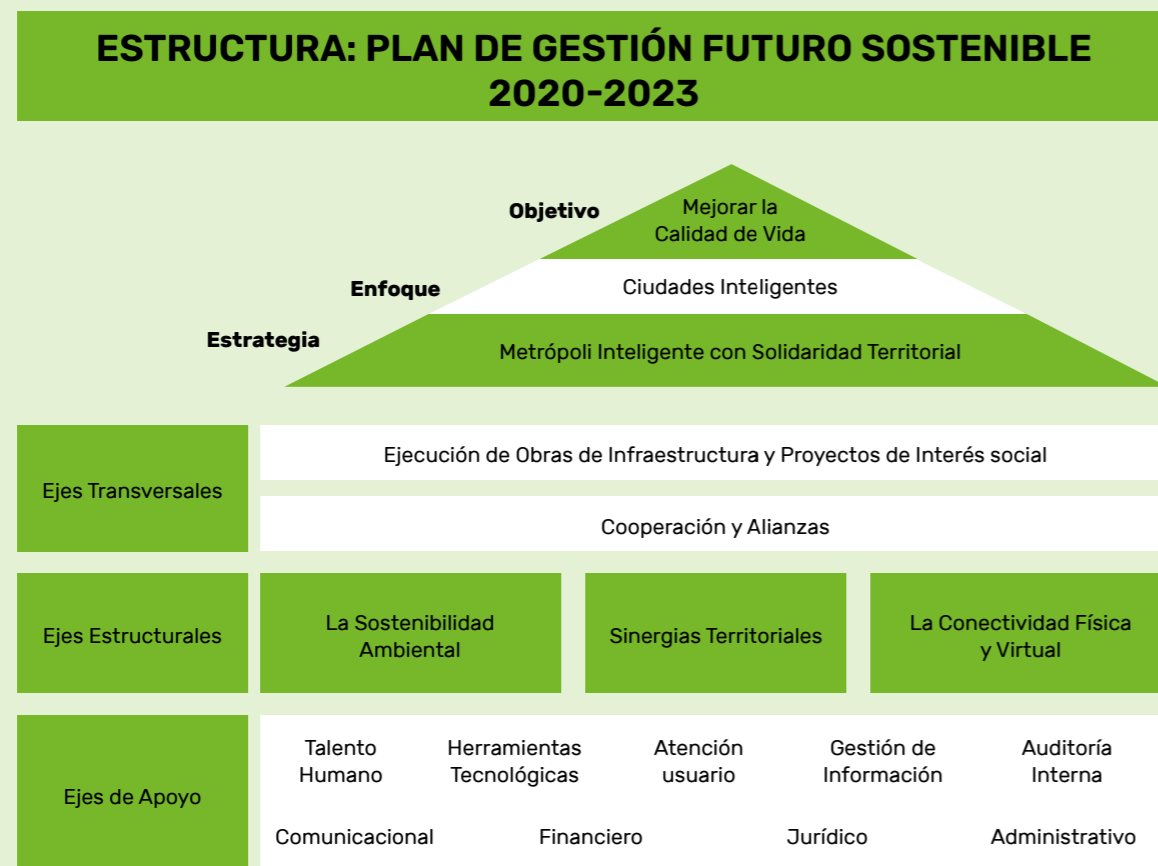 ESTRUCTURA: PLAN DE GESTIÓN FUTURO SOSTENIBLE
2020-2023
Objetivo
Mejorar la
Calidad de Vida
Enfoque
Ciudades Inteligentes
Estrategia
Metrópoli Inteligente con Solidaridad Territorial
Ejes Transversales
Ejecución de Obras de Infraestructura y Proyectos de Interés social
Cooperación y Alianzas
Ejes Estructurales
La Sostenibilidad
Ambiental
Sinergias Territoriales
La Conectividad Física
y Virtual
Ejes de Apoyo
Talento
Humano
Herramientas
Tecnológicas
Atención
usuario
Gestión de
Información
Auditoría
Interna
Comunicacional
Financiero
Jurídico
Administrativo